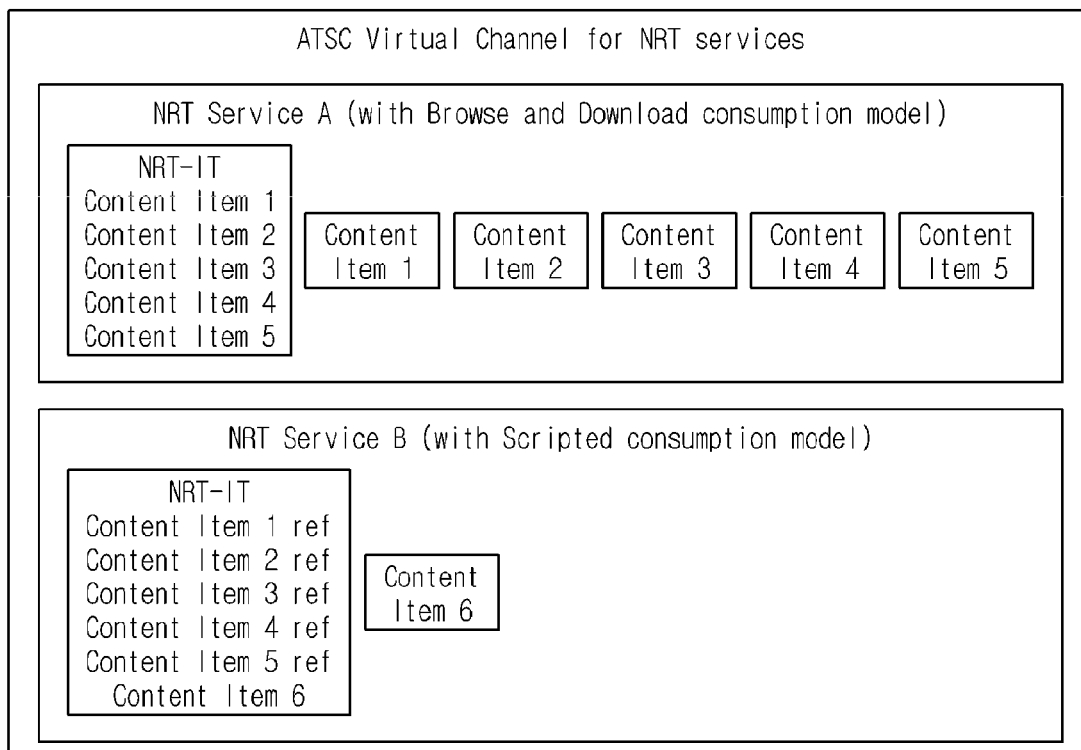 ATSC Virtual Channel for NRT services
NRT Service A (with Browse and Download consumption model)
NRT-IT
Content Item 1
Content Item 2
Content Item 3
Content Item 4
Content Item 5
Content
Item 1
Content
Item 2
Content
Item 3
Content
Item 4
Content
Item 5
NRT Service B (with Scripted consumption model)
NRT-IT
Content Item 1 ref
Content Item 2 ref
Content Item 3 ref
Content Item 4 ref
Content Item 5 ref
Content Item 6
Content
Item 6